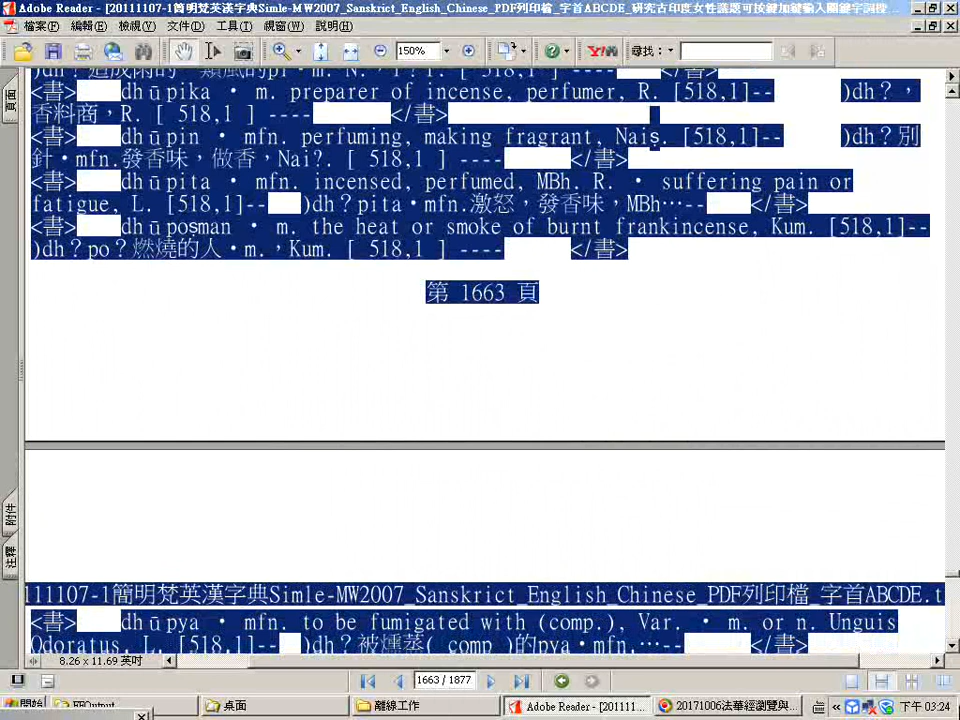 Adobe Reader - [20111107-1簡明梵英漢字典Simle-MW2007_Sanskrict_English_Chinese_PDF列印檔_字首ABCDE_研究古印度女性議題可按鍵加鍵輸入關鍵字詞
檔案(F) 編輯(E) 檢視(V) 文件(D) 工具(T) 視窗(W) 說明(H)
150% Y! 尋找:
頁面
<書> dhūpika • m. preparer of incense, perfumer, R. [518,1]-- )dh？，
香料商，R. [ 518,1 ] ---- </書>
<書> dhūpin • mfn. perfuming, making fragrant, Naiṣ. [518,1]-- )dh？別
針•mfn.發香味，做香，Nai?. [ 518,1 ] ---- </書>
<書> dhūpita • mfn. incensed, perfumed, MBh. R. • suffering pain or
fatigue, L. [518,1]-- )dh？pita•mfn.激怒，發香味，MBh…-- </書>
<書> dhūpoṣman • m. the heat or smoke of burnt frankincense, Kum. [518,1]--
)dh？po？燃燒的人•m.，Kum. [ 518,1 ] ---- </書>
第 1663 頁
附件
注釋
111107-1簡明梵英漢字典Simle-MW2007_Sanskrict_English_Chinese_PDF列印檔_字首ABCDE.t
<書> dhūpya • mfn. to be fumigated with (comp.), Var. • m. or n. Unguis
Odoratus, L. [518,1]-- )dh？被燻蒸( comp )的pya•mfn,…-- </書>
8.26 x 11.69 英吋
1663 / 1877
開始 FFOutput 桌面 離線工作 Adobe Reader - [201111... 20171006法華經瀏覽與... 下午 03:24